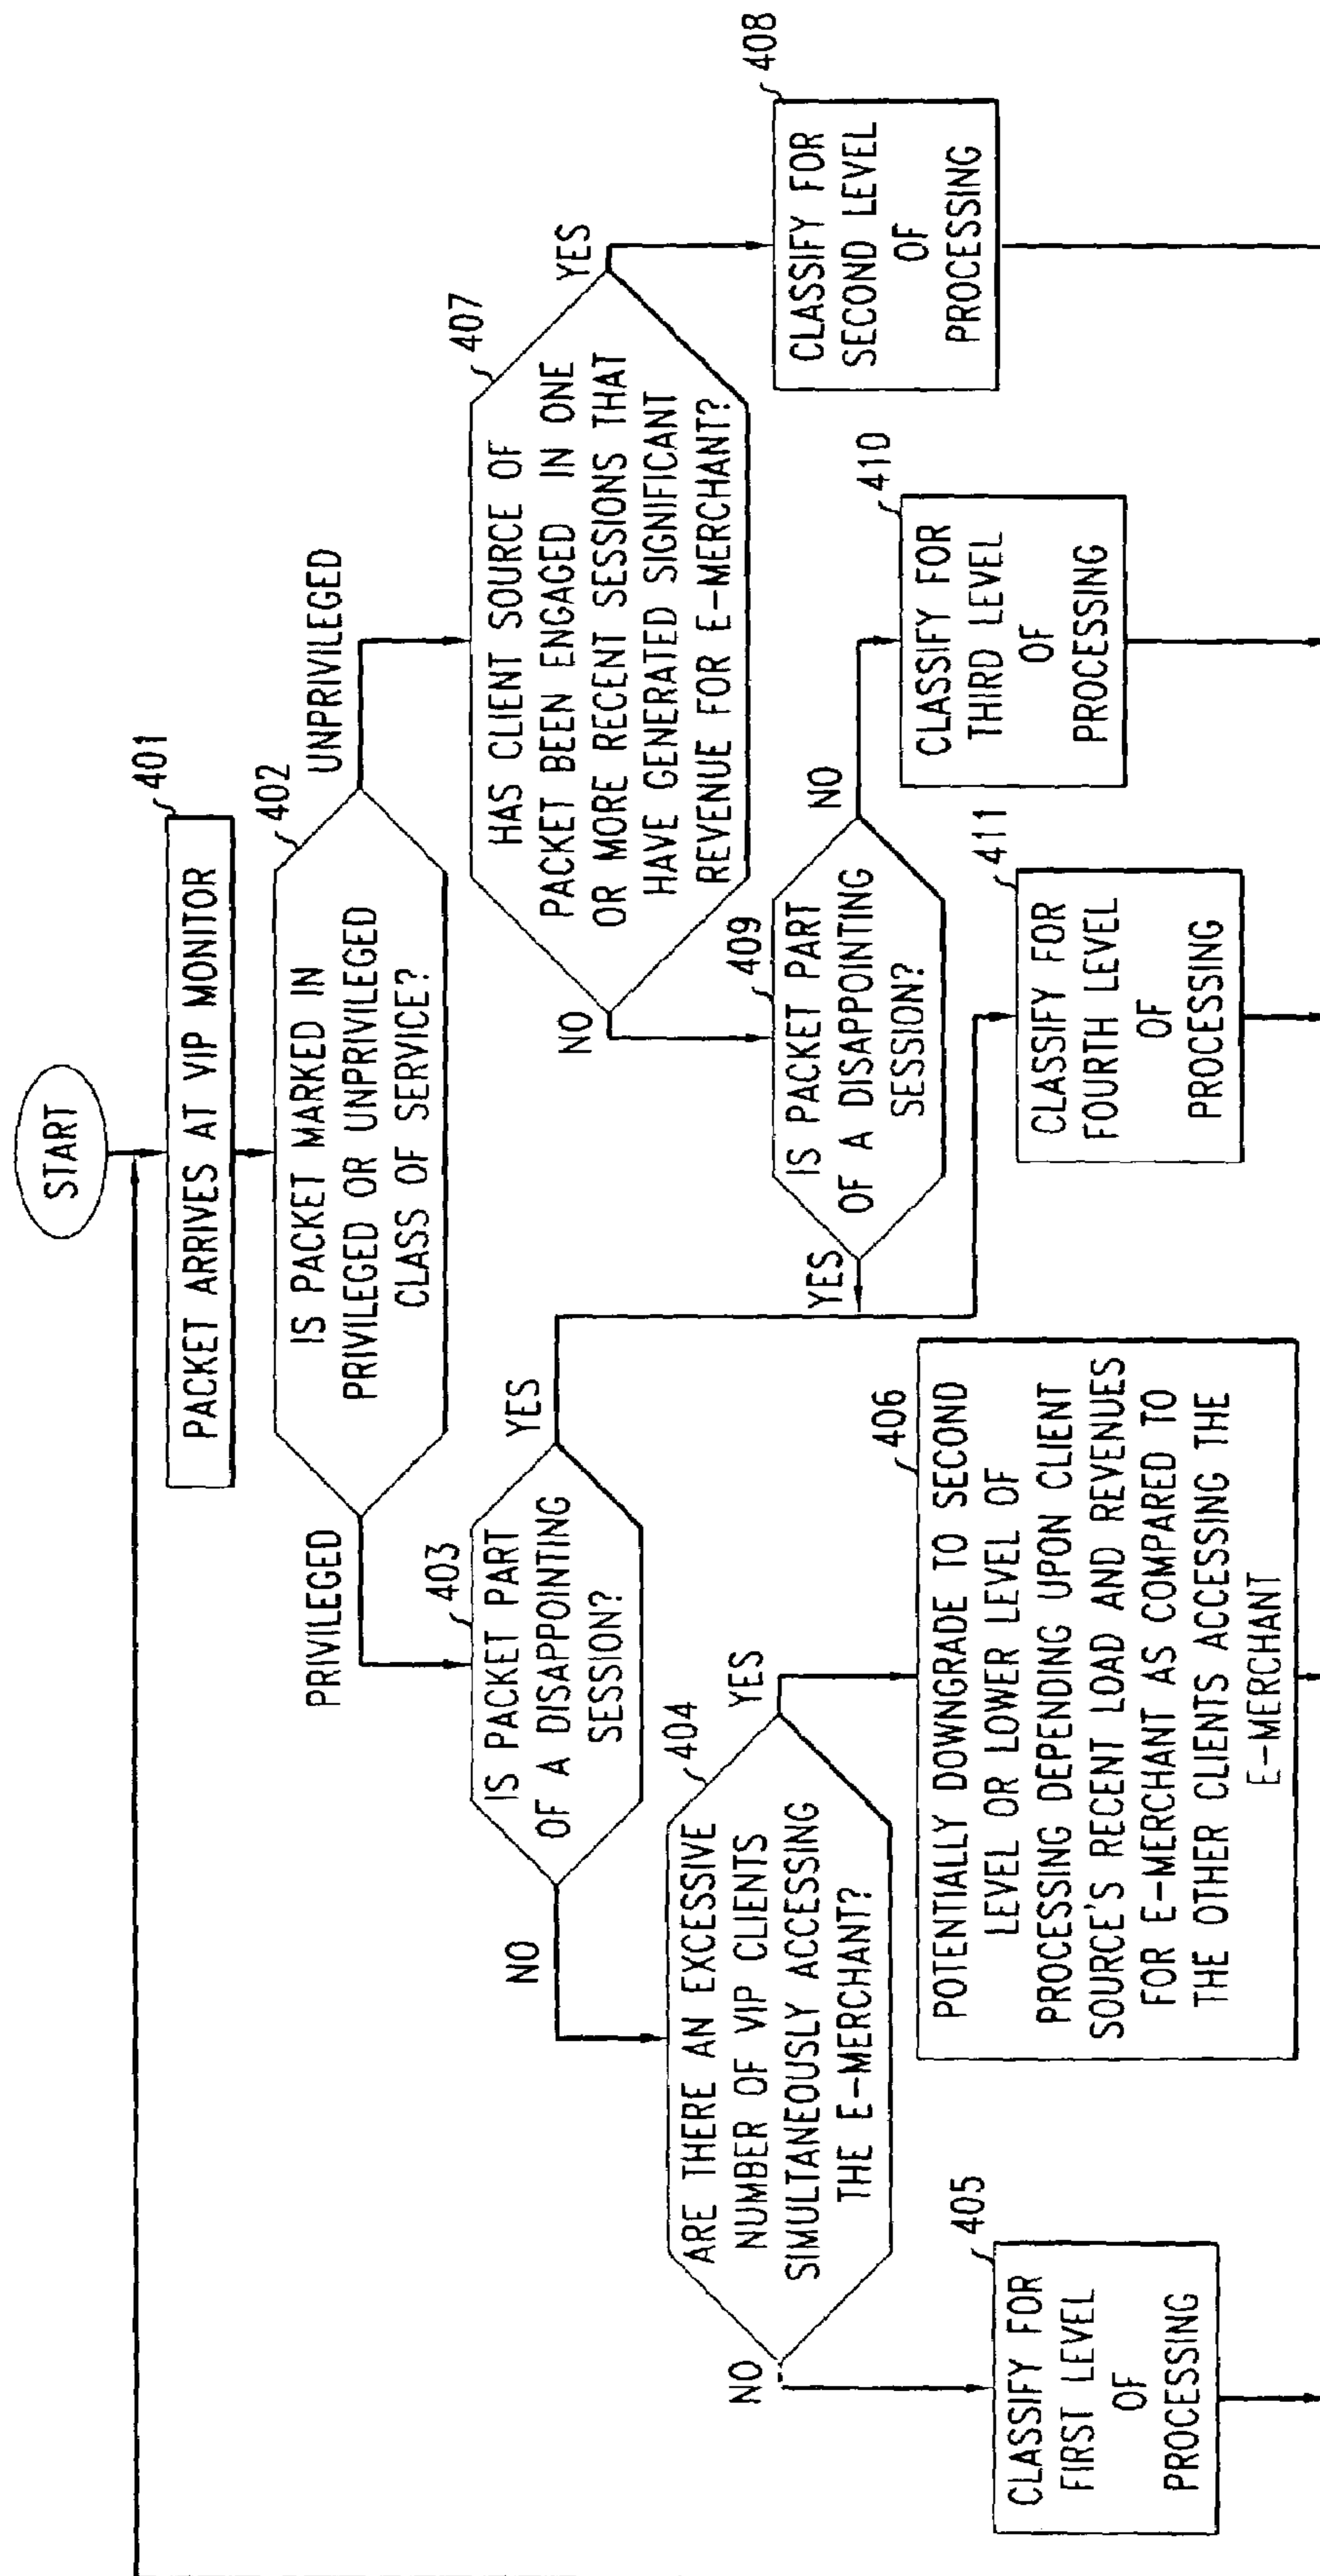 START
401
PACKET ARRIVES AT VIP MONITOR
402
IS PACKET MARKED IN
PRIVILEGED OR UNPRIVILEGED
CLASS OF SERVICE?
PRIVILEGED
UNPRIVILEGED
403
IS PACKET PART
OF A DISAPPOINTING
SESSION?
NO
YES
404
ARE THERE AN EXCESSIVE
NUMBER OF VIP CLIENTS
SIMULTANEOUSLY ACCESSING
THE E-MERCHANT?
NO
YES
405
CLASSIFY FOR
FIRST LEVEL
OF
PROCESSING
406
POTENTIALLY DOWNGRADE TO SECOND
LEVEL OR LOWER LEVEL OF
PROCESSING DEPENDING UPON CLIENT
SOURCE'S RECENT LOAD AND REVENUES
FOR E-MERCHANT AS COMPARED TO
THE OTHER CLIENTS ACCESSING THE
E-MERCHANT
407
HAS CLIENT SOURCE OF
PACKET BEEN ENGAGED IN ONE
OR MORE RECENT SESSIONS THAT
HAVE GENERATED SIGNIFICANT
REVENUE FOR E-MERCHANT?
NO
YES
408
CLASSIFY FOR
SECOND LEVEL
OF
PROCESSING
409
IS PACKET PART
OF A DISAPPOINTING
SESSION?
YES
NO
410
CLASSIFY FOR
THIRD LEVEL
OF
PROCESSING
411
CLASSIFY FOR
FOURTH LEVEL
OF
PROCESSING